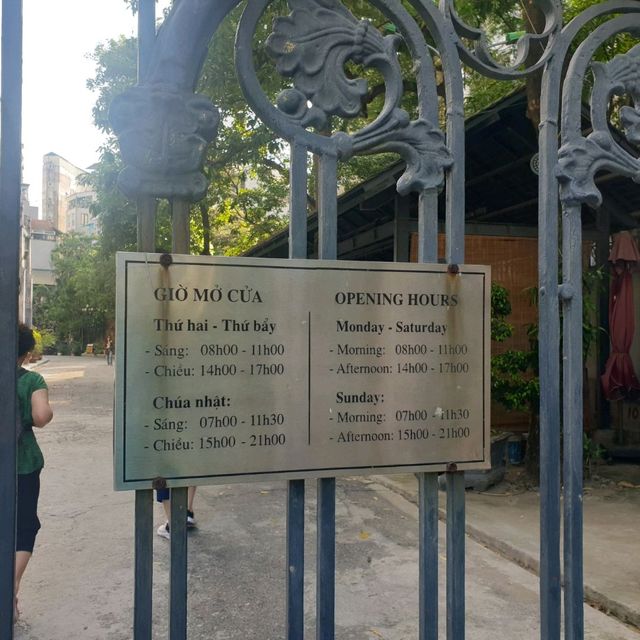 GIỜ MỞ CỬA
Thứ hai - Thứ bảy
- Sáng: 08h00 - 11h00
- Chiều: 14h00 - 17h00
Chúa nhật:
- Sáng: 07h00 - 11h30
- Chiều: 15h00 - 21h00
OPENING HOURS
Monday - Saturday
- Morning: 08h00 - 11h00
- Afternoon: 14h00 - 17h00
Sunday:
- Morning: 07h00 - 11h30
- Afternoon: 15h00 - 21h00